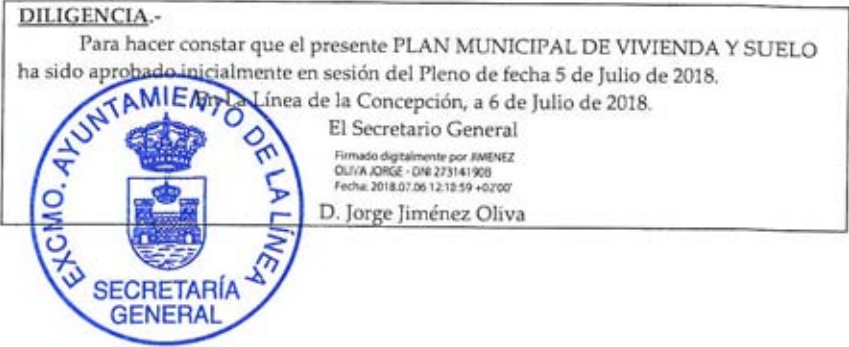 DILIGENCIA.-
Para hacer constar que el presente PLAN MUNICIPAL DE VIVIENDA Y SUELO
ha sido aprobado inicialmente en sesión del Pleno de fecha 5 de Julio de 2018.
En La Línea de la Concepción, a 6 de Julio de 2018.
El Secretario General
Firmado digitalmente por JIMENEZ
OLIVA JORGE - DNI 27314190B
Fecha: 2018.07.06 12:18:59 +02'00'
D. Jorge Jiménez Oliva
EXCMO. AYUNTAMIENTO DE LA LÍNEA
SECRETARÍA
GENERAL